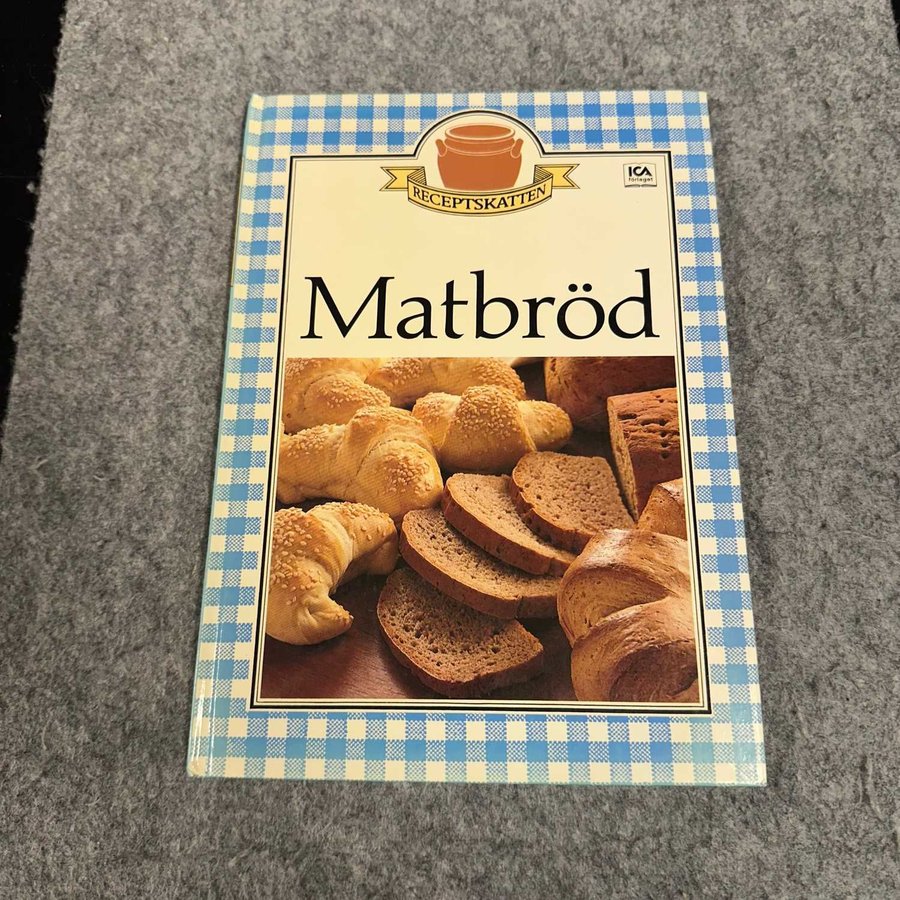 RECEPTSKATTEN
ICA
förlaget
Matbröd